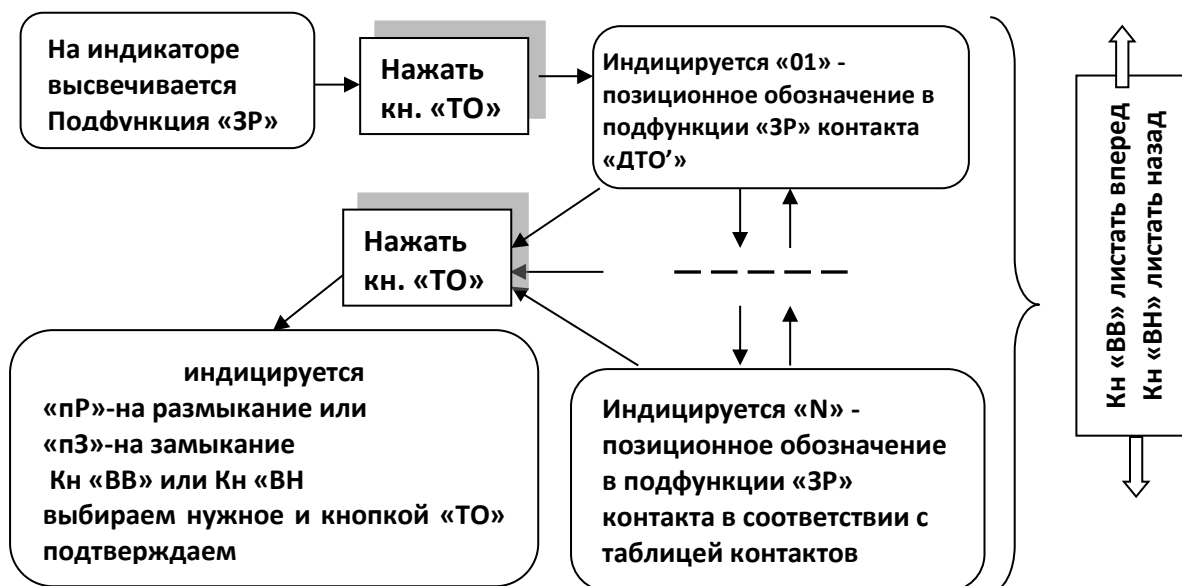 На индикаторе
высвечивается
Подфункция «ЗР»
Нажать
кн. «ТО»
Индицируется «01» -
позиционное обозначение в
подфункции «ЗР» контакта
«ДТО’»
Нажать
кн. «ТО»
индицируется
«пР»-на размыкание или
«пЗ»-на замыкание
Кн «ВВ» или Кн «ВН
выбираем нужное и кнопкой «ТО»
подтверждаем
Индицируется «N» -
позиционное обозначение
в подфункции «ЗР»
контакта в соответствии с
таблицей контактов
Кн «ВВ» листать вперед
Кн «ВН» листать назад